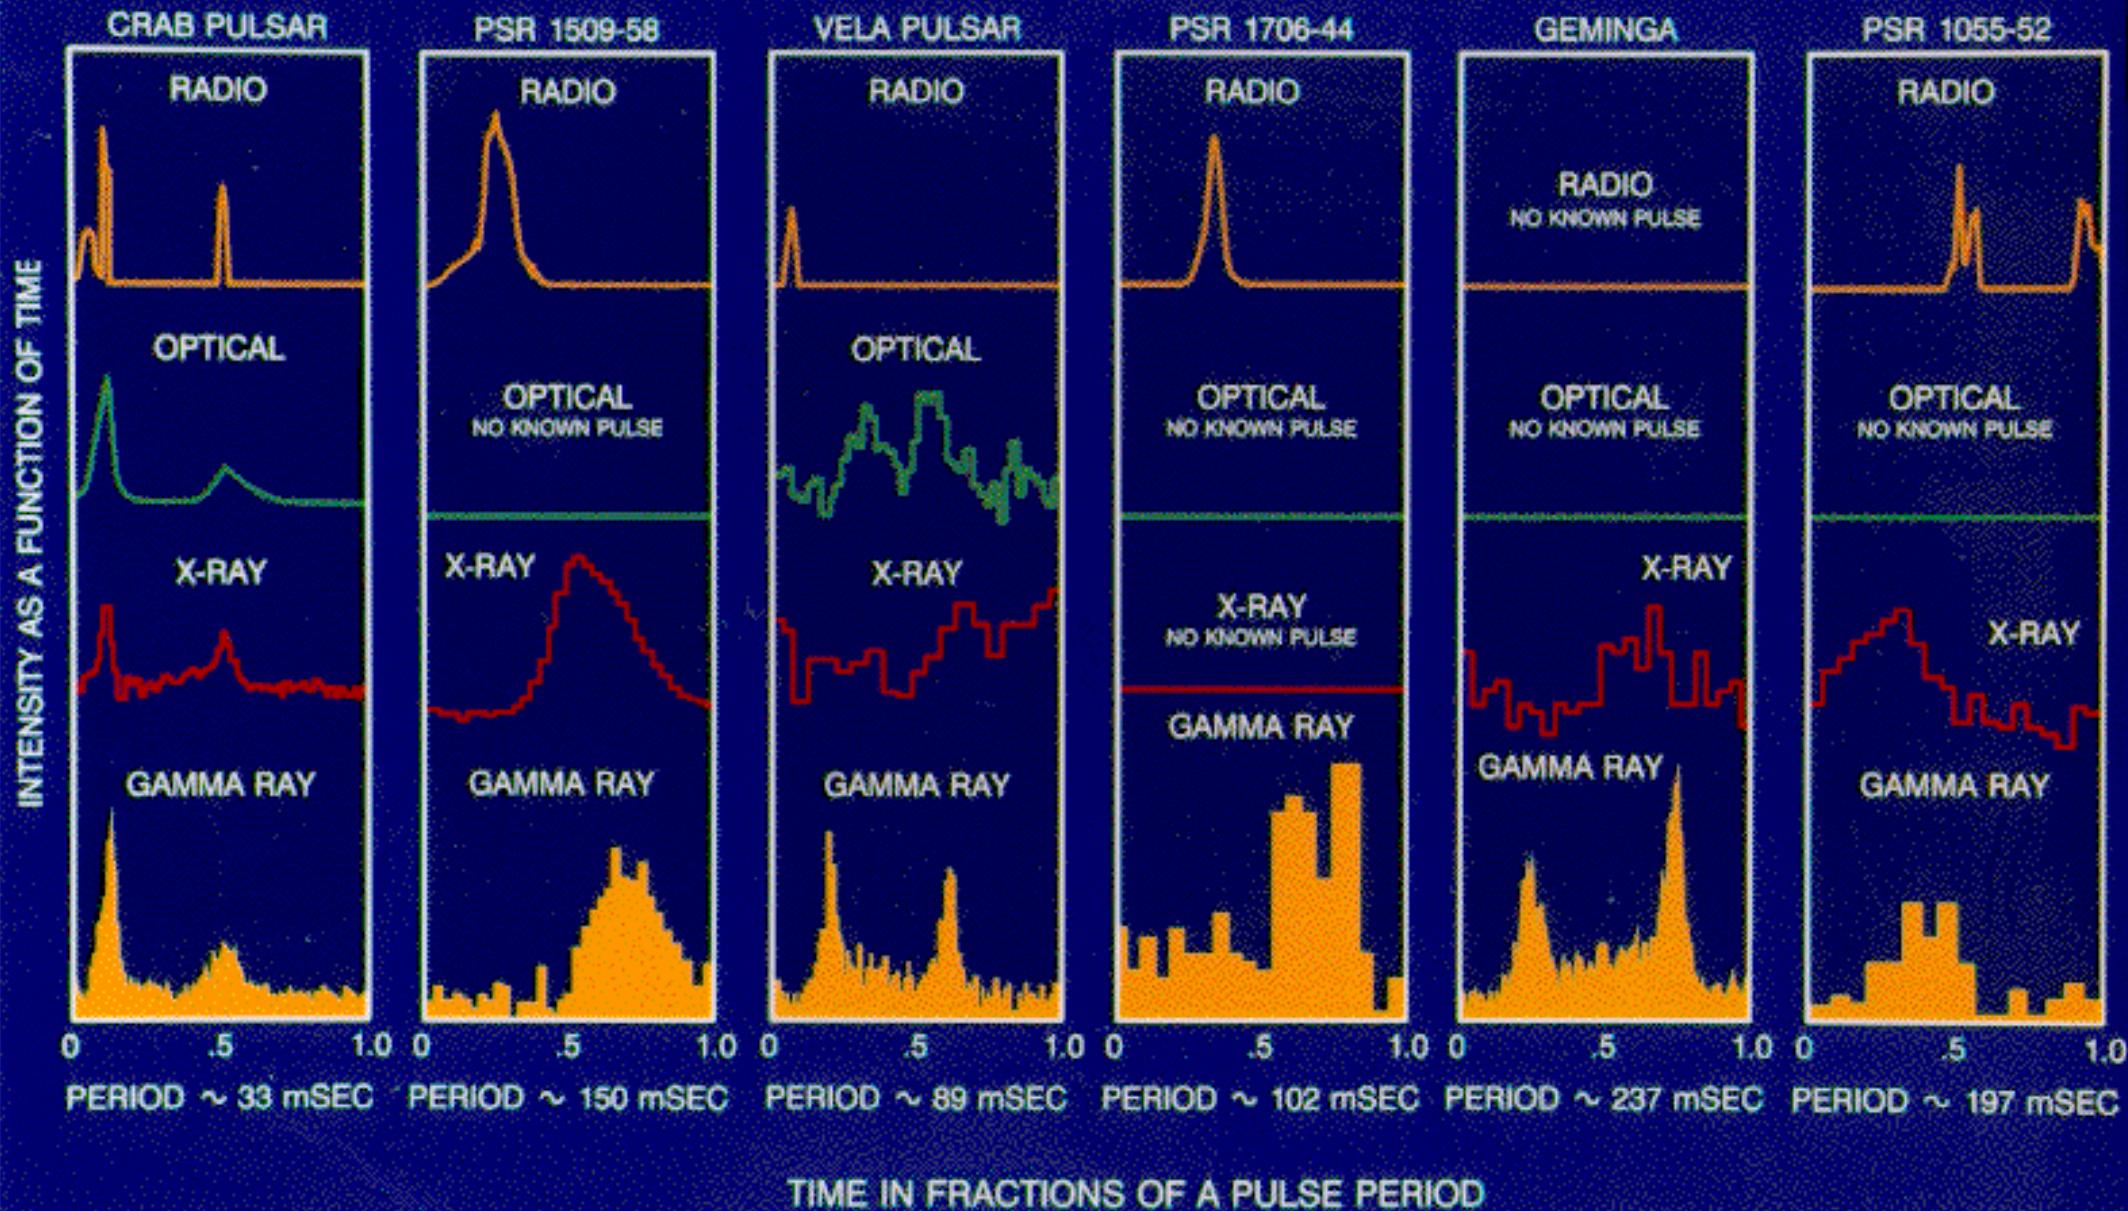 CRAB PULSAR
PSR 1509-58
VELA PULSAR
PSR 1706-44
GEMINGA
PSR 1055-52
INTENSITY AS A FUNCTION OF TIME
RADIO
OPTICAL
X-RAY
GAMMA RAY
0 .5 1.0
PERIOD ~ 33 mSEC
RADIO
OPTICAL
NO KNOWN PULSE
X-RAY
GAMMA RAY
0 .5 1.0
PERIOD ~ 150 mSEC
RADIO
OPTICAL
X-RAY
GAMMA RAY
0 .5 1.0
PERIOD ~ 89 mSEC
RADIO
OPTICAL
NO KNOWN PULSE
X-RAY
NO KNOWN PULSE
GAMMA RAY
0 .5 1.0
PERIOD ~ 102 mSEC
RADIO
NO KNOWN PULSE
OPTICAL
NO KNOWN PULSE
X-RAY
GAMMA RAY
0 .5 1.0
PERIOD ~ 237 mSEC
RADIO
OPTICAL
NO KNOWN PULSE
X-RAY
GAMMA RAY
0 .5 1.0
PERIOD ~ 197 mSEC
TIME IN FRACTIONS OF A PULSE PERIOD